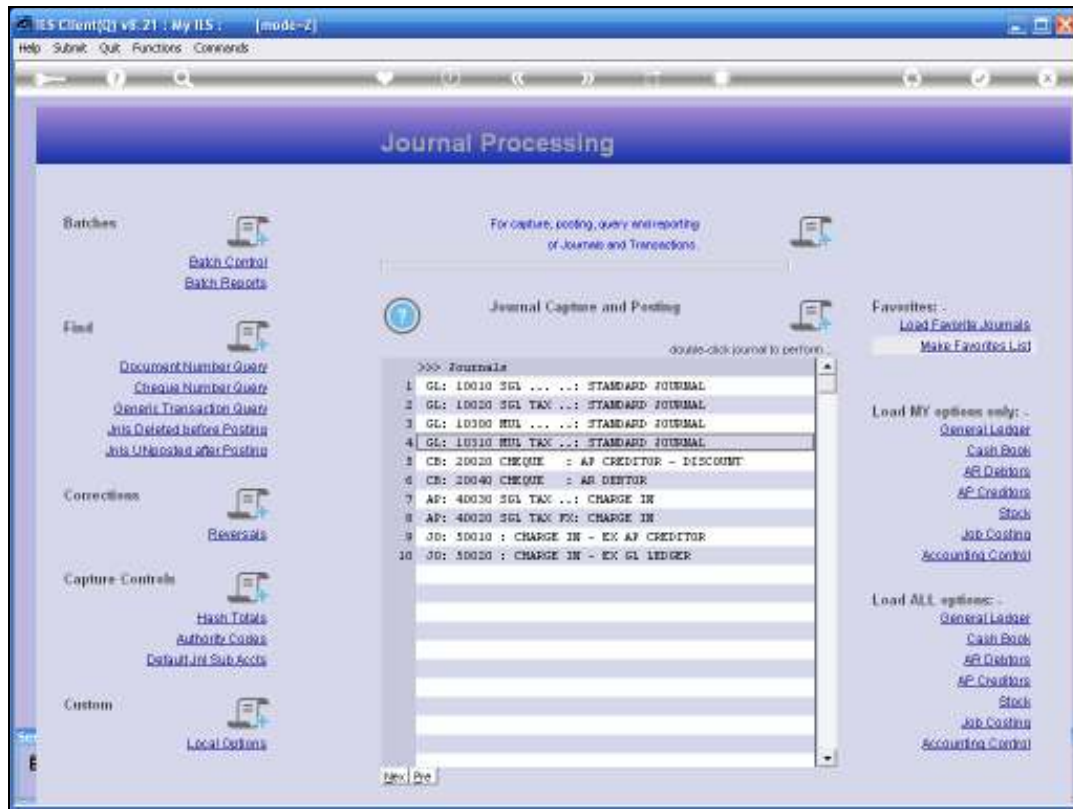 IES Client(Q) v8.21 : My IES : [mode=Z]
Help Submit Quit Functions Commands
Journal Processing
Batches
Batch Control
Batch Reports
Find
Document Number Query
Cheque Number Query
Generic Transaction Query
Jnls Deleted before Posting
Jnls UNposted after Posting
Corrections
Reversals
Capture Controls
Hash Totals
Authority Codes
Default Jnl Sub Accts
Custom
Local Options
For capture, posting, query and reporting
of Journals and Transactions
Journal Capture and Posting
double-click journal to perform ..
>>> Journals
1 GL: 10010 SGL ... ..: STANDARD JOURNAL
2 GL: 10020 SGL TAX ..: STANDARD JOURNAL
3 GL: 10300 MUL ... ..: STANDARD JOURNAL
4 GL: 10310 MUL TAX ..: STANDARD JOURNAL
5 CB: 20020 CHEQUE : AP CREDITOR - DISCOUNT
6 CB: 20040 CHEQUE : AR DEBTOR
7 AP: 40030 SGL TAX ..: CHARGE IN
8 AP: 40020 SGL TAX FX: CHARGE IN
9 JO: 50010 : CHARGE IN - EX AP CREDITOR
10 JO: 50020 : CHARGE IN - EX GL LEDGER
Nex Pre
Favorites: -
Load Favorite Journals
Make Favorites List
Load MY options only: -
General Ledger
Cash Book
AR Debtors
AP Creditors
Stock
Job Costing
Accounting Control
Load ALL options: -
General Ledger
Cash Book
AR Debtors
AP Creditors
Stock
Job Costing
Accounting Control